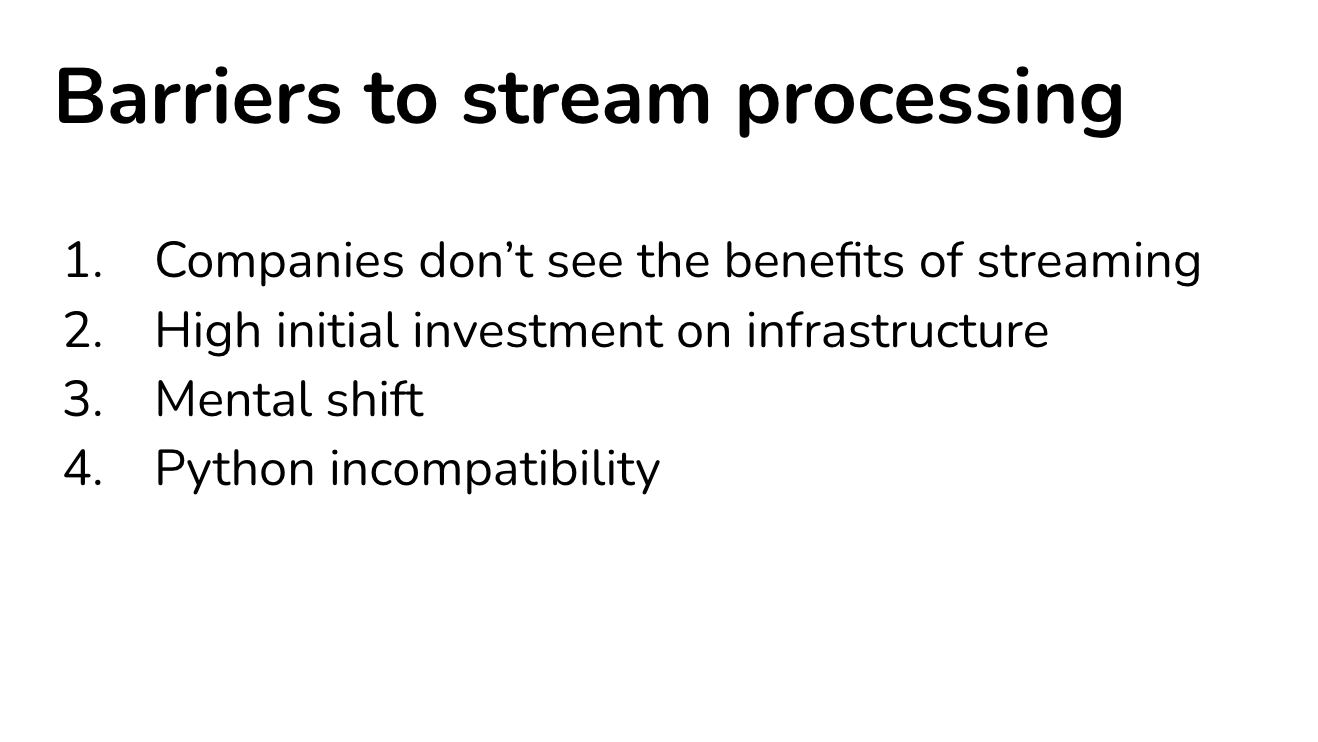 Barriers to stream processing
1. Companies don’t see the benefits of streaming
2. High initial investment on infrastructure
3. Mental shift
4. Python incompatibility